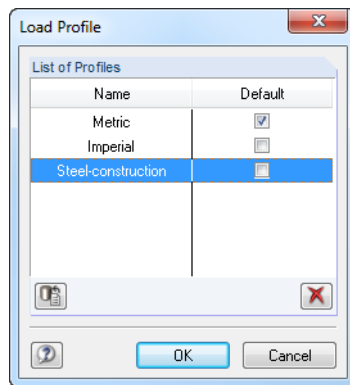 Load Profile
List of Profiles
Name Default
Metric
Imperial
Steel-construction
OK Cancel